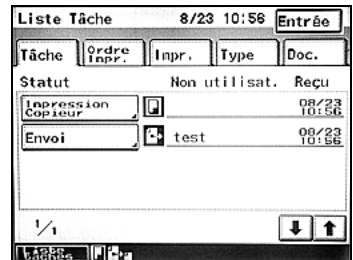 Liste Tâche 8/23 10:56 Entrée
Tâche Ordre Impr. Impr. Type Doc.
Statut Non utilisat. Reçu
Impression Copieur 08/23 10:56
Envoi test 08/23 10:56
1/1
Liste tâches